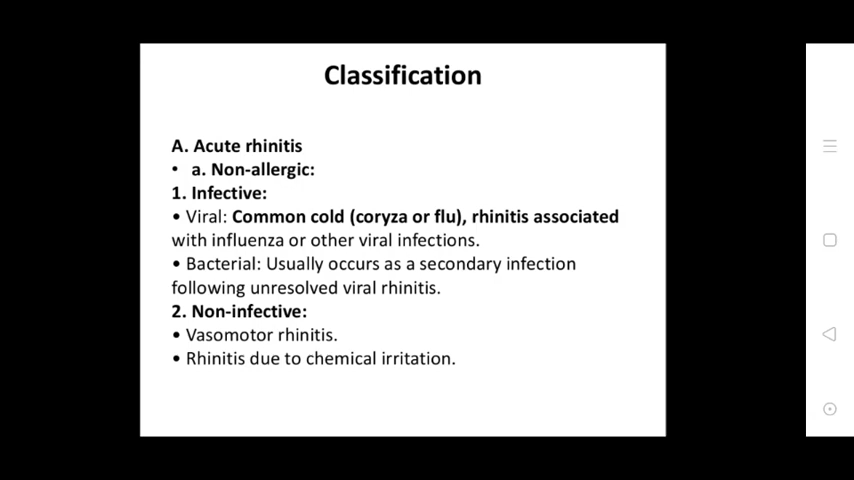 Classification
A. Acute rhinitis
• a. Non-allergic:
1. Infective:
• Viral: Common cold (coryza or flu), rhinitis associated
with influenza or other viral infections.
• Bacterial: Usually occurs as a secondary infection
following unresolved viral rhinitis.
2. Non-infective:
• Vasomotor rhinitis.
• Rhinitis due to chemical irritation.